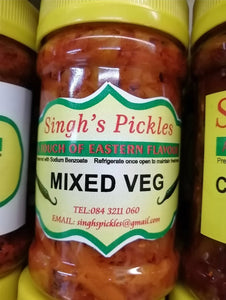 Singh's Pickles
A TOUCH OF EASTERN FLAVOUR
with Sodium Benzoate Refrigerate once open to maintain freshness
MIXED VEG
TEL:084 3211 060
EMAIL: singhspickles@gmail.com